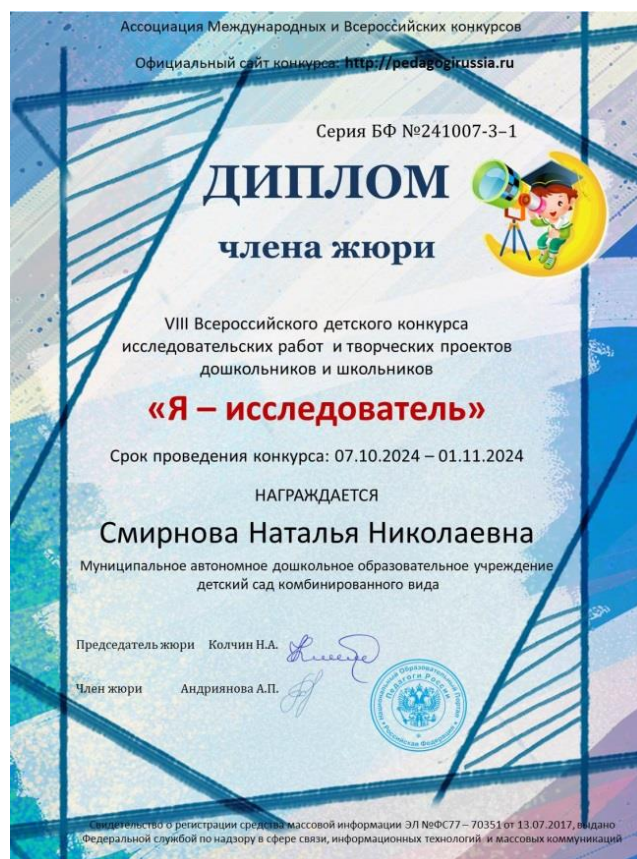 Ассоциация Международных и Всероссийских конкурсов
Официальный сайт конкурса: http://pedagogirussia.ru
Серия БФ №241007-3–1
ДИПЛОМ
члена жюри
VIII Всероссийского детского конкурса
исследовательских работ и творческих проектов
дошкольников и школьников
«Я – исследователь»
Срок проведения конкурса: 07.10.2024 – 01.11.2024
НАГРАЖДАЕТСЯ
Смирнова Наталья Николаевна
Муниципальное автономное дошкольное образовательное учреждение
детский сад комбинированного вида
Председатель жюри Колчин Н.А.
Член жюри Андриянова А.П.
Педагоги России
Российская Федерация
Свидетельство о регистрации средства массовой информации ЭЛ №ФС77 – 70351 от 13.07.2017, выдано
Федеральной службой по надзору в сфере связи, информационных технологий и массовых коммуникаций